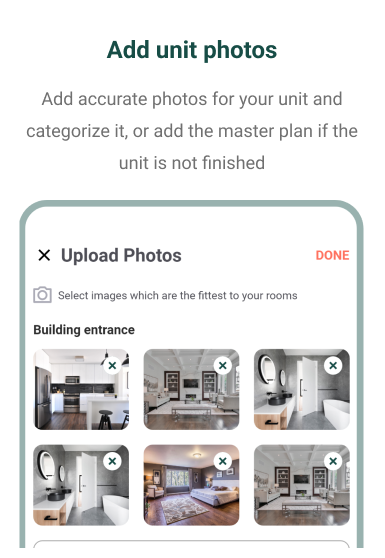 Add unit photos
Add accurate photos for your unit and
categorize it, or add the master plan if the
unit is not finished
Upload Photos
DONE
Select images which are the fittest to your rooms
Building entrance